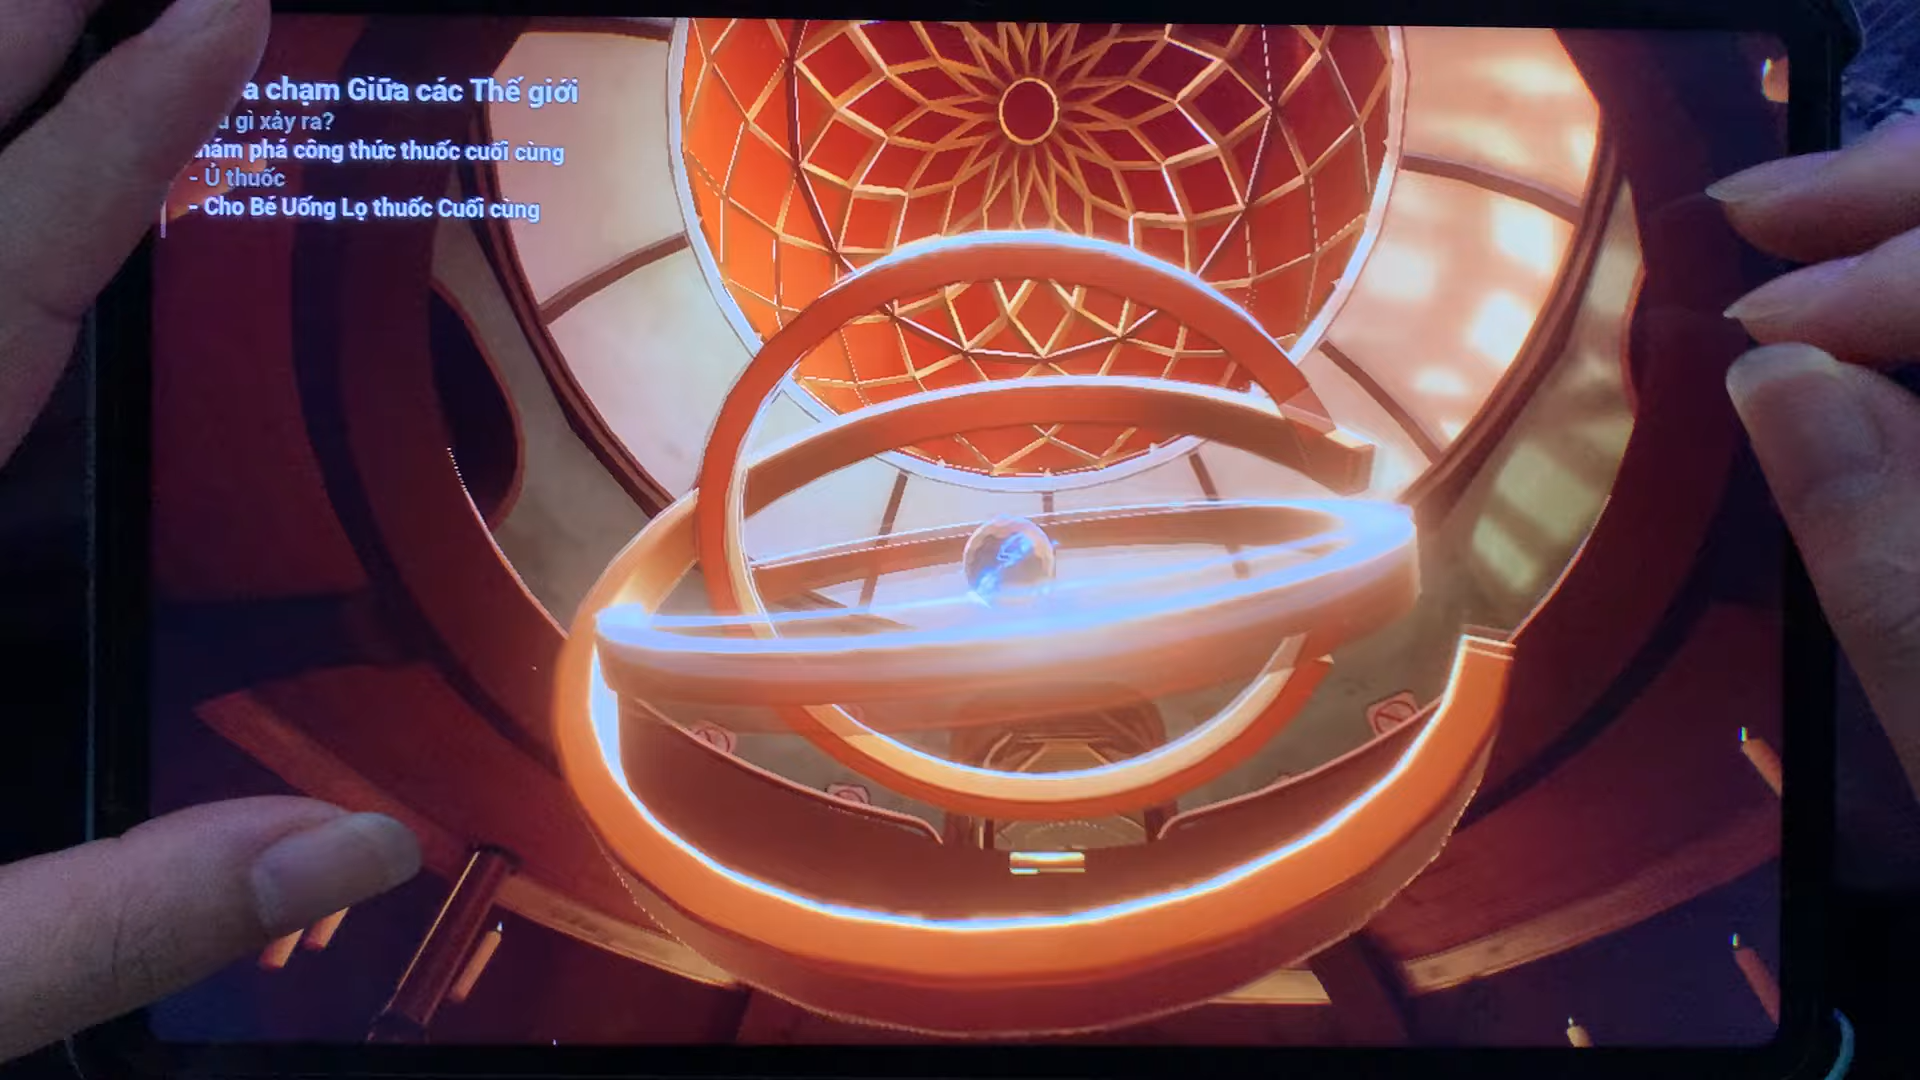 chạm Giữa các Thế giới
gì xảy ra?
phá công thức thuốc cuối cùng
- Ủ thuốc
- Cho Bé Uống Lọ thuốc Cuối cùng